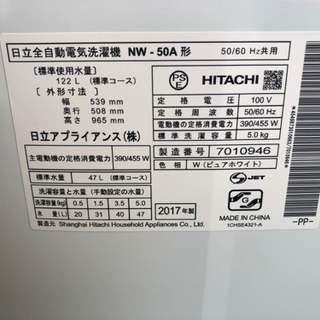 日立全自動電気洗濯機 NW-50A 形 50/60 Hz共用
〔標準使用水量〕
122 L （標準コース）
〔外形寸法〕
幅 539 mm
奥行 508 mm
高さ 965 mm
日立アプライアンス（株）
PS E HITACHI
定格電圧 100 V
定格周波数 50/60 Hz
電動機の定格消費電力 390/455 W
標準洗濯容量 5.0 kg
主電動機の定格消費電力 390/455 W
製造番号 7010946
標準水量 47 L （標準コース）
色柄 W（ピュアホワイト）
洗濯容量と水量（手動設定の水量）
洗濯容量(kg) 0.5 1.5 3.5 5.0
水量(L) 20 31 40 47
2017年製
JET
製造元 Shanghai Hitachi Household Appliances Co.,Ltd.
1CHSE4321-A
-PP-